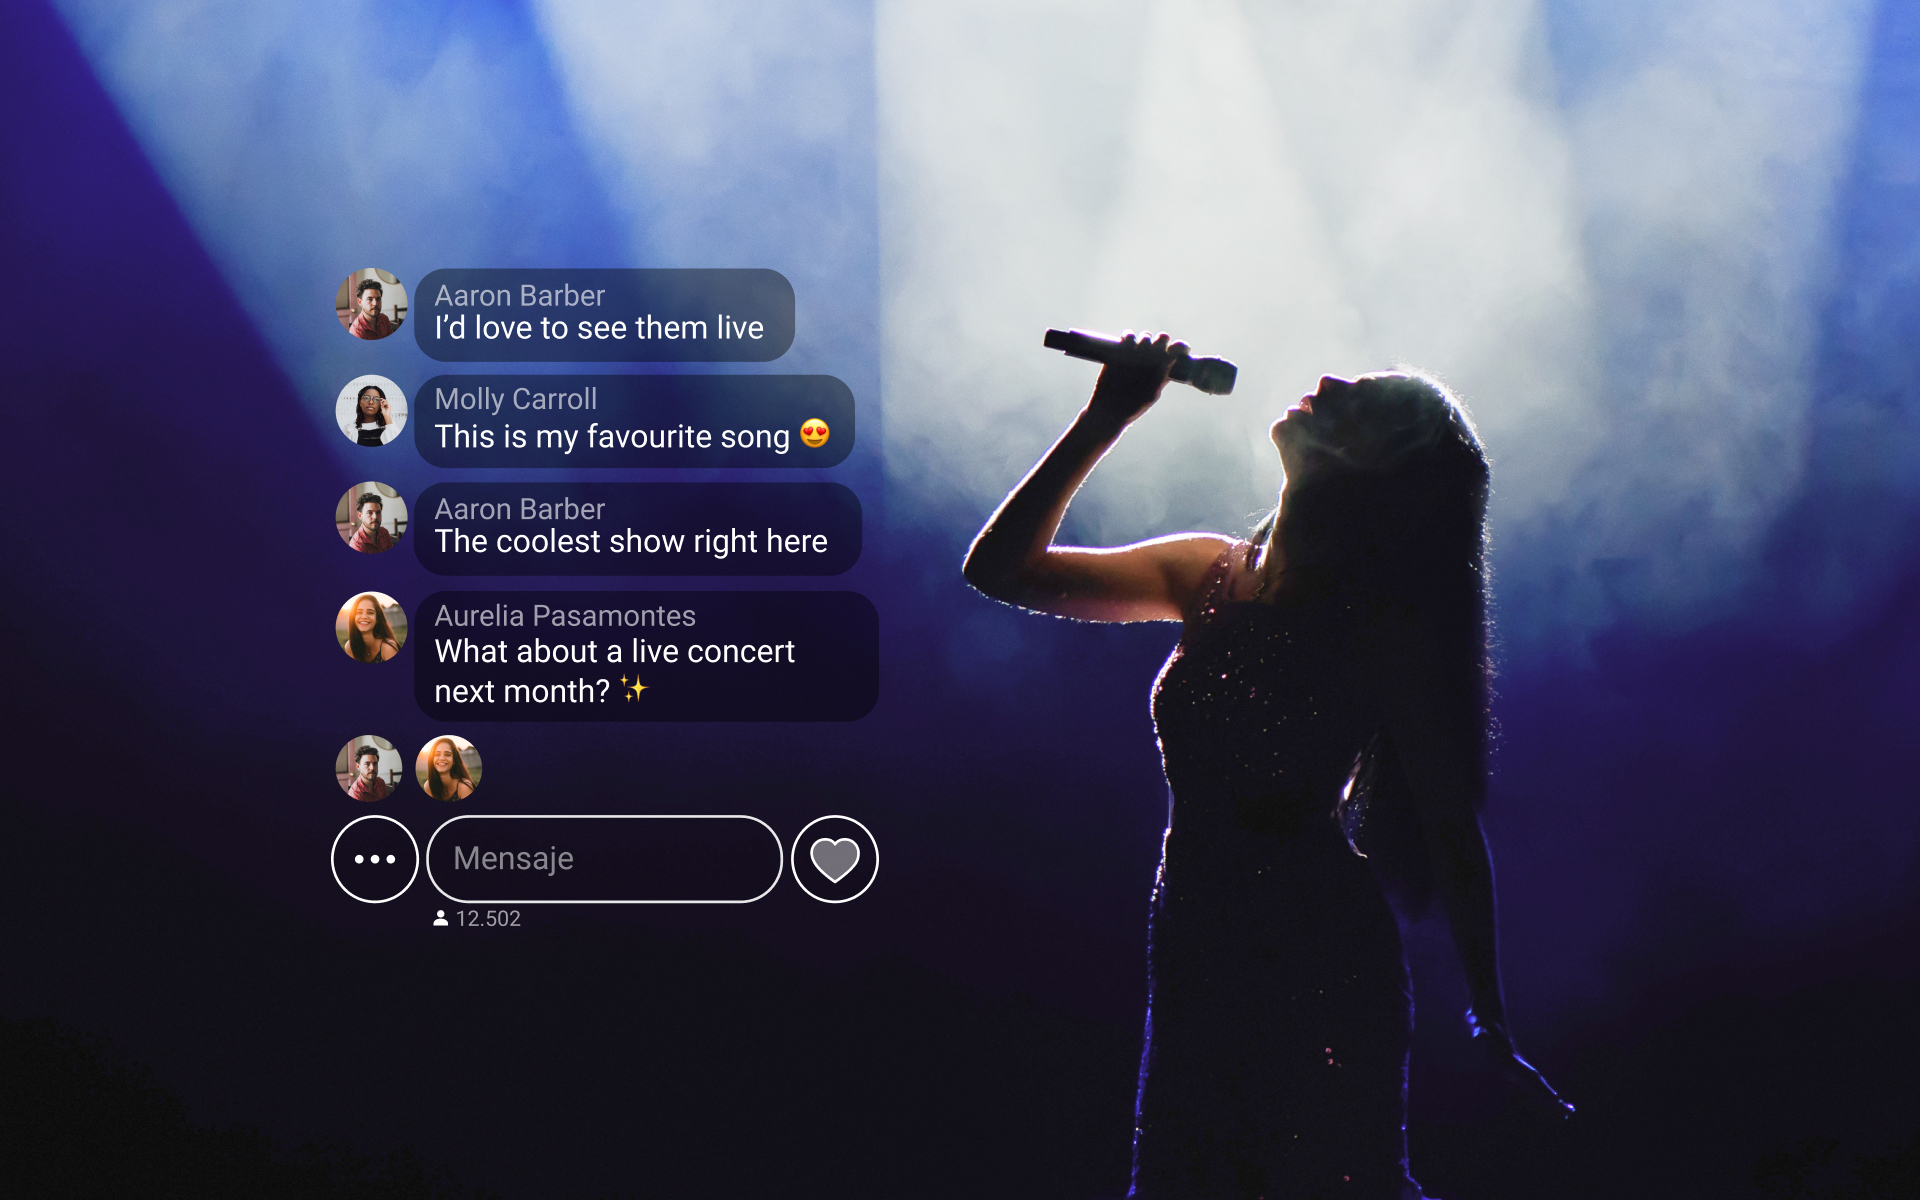 Aaron Barber
I’d love to see them live
Molly Carroll
This is my favourite song 😍
Aaron Barber
The coolest show right here
Aurelia Pasamontes
What about a live concert
next month? ✨
Mensaje
12.502